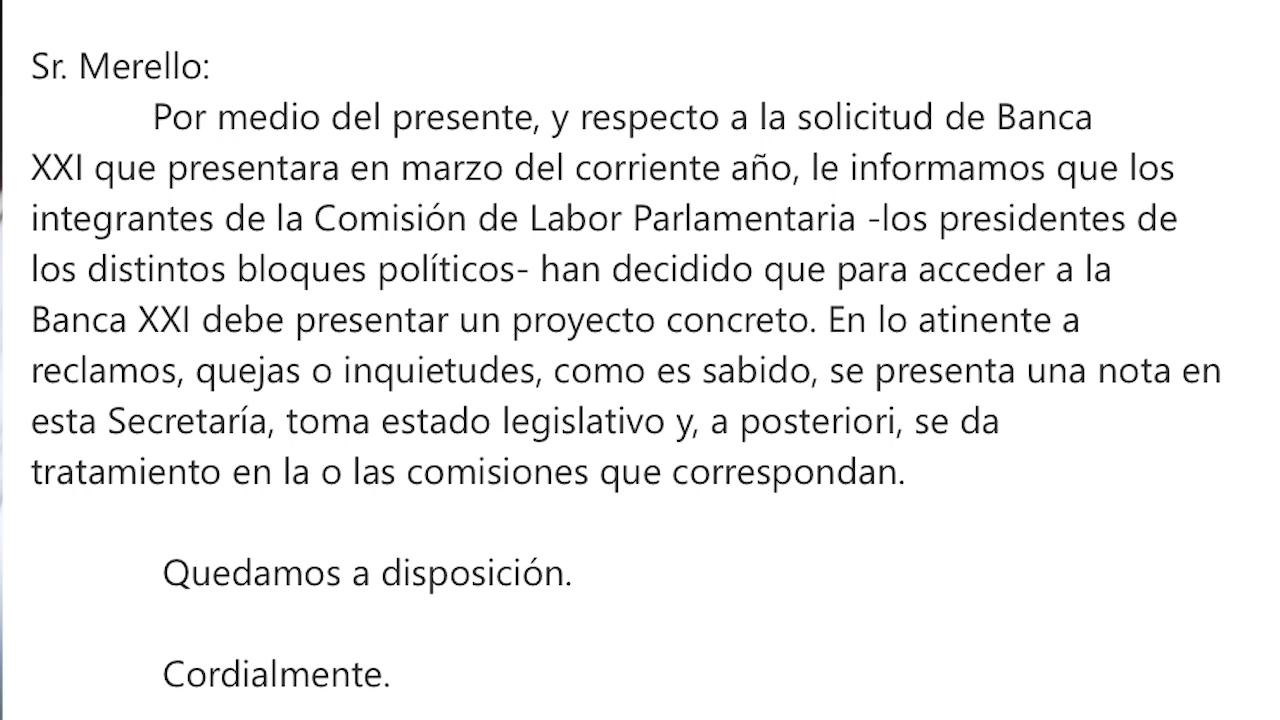 Sr. Merello:
Por medio del presente, y respecto a la solicitud de Banca
XXI que presentara en marzo del corriente año, le informamos que los
integrantes de la Comisión de Labor Parlamentaria -los presidentes de
los distintos bloques políticos- han decidido que para acceder a la
Banca XXI debe presentar un proyecto concreto. En lo atinente a
reclamos, quejas o inquietudes, como es sabido, se presenta una nota en
esta Secretaría, toma estado legislativo y, a posteriori, se da
tratamiento en la o las comisiones que correspondan.
Quedamos a disposición.
Cordialmente.